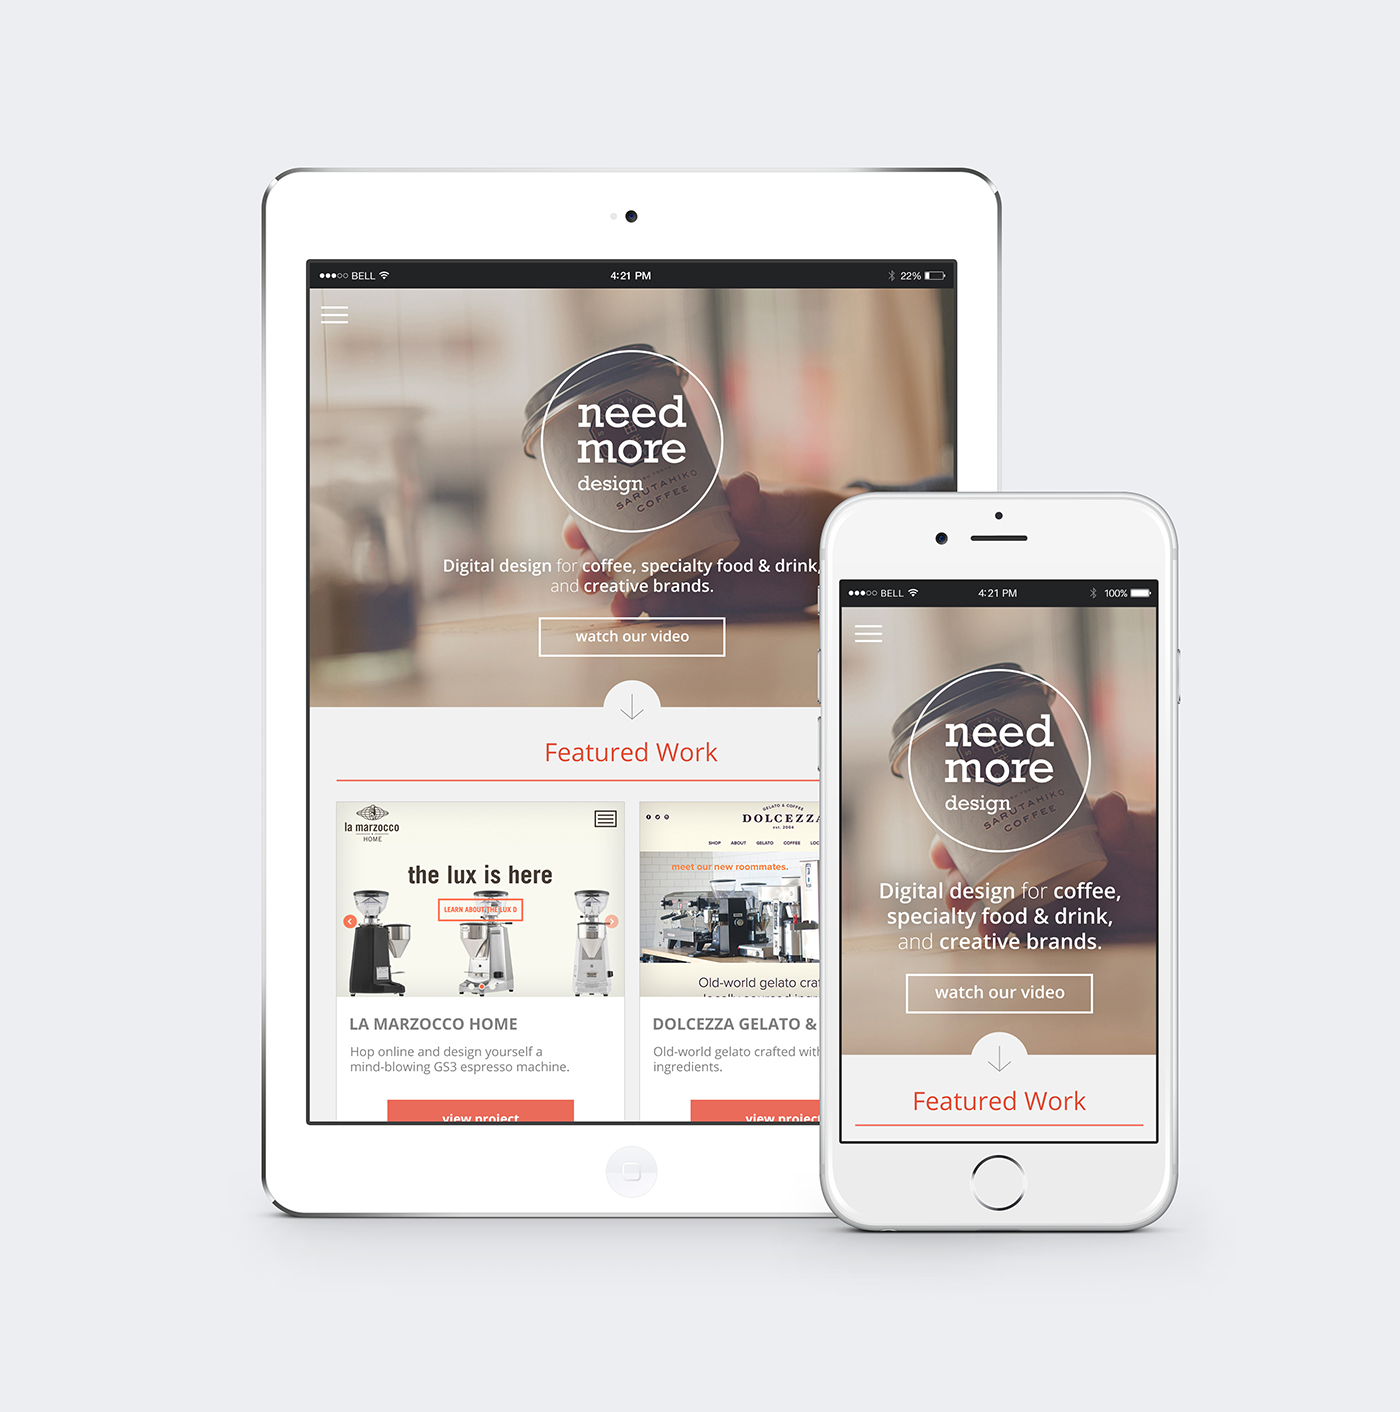 BELL
4:21 PM
22%
need
more
design
SARUTAHIKO
COFFEE
Digital design for coffee, specialty food & drink,
and creative brands.
watch our video
Featured Work
la marzocco
HOME
the lux is here
LEARN ABOUT THE LUX D
LA MARZOCCO HOME
Hop online and design yourself a
mind-blowing GS3 espresso machine.
view project
GELATO & COFFEE
DOLCEZZA
est. 2004
SHOP ABOUT GELATO COFFEE LOC
meet our new roommates.
Old-world gelato craf
locally sourced ingr
DOLCEZZA GELATO &
Old-world gelato crafted with
ingredients.
view project
BELL
4:21 PM
100%
need
more
design
SARUTAHIKO
COFFEE
Digital design for coffee,
specialty food & drink,
and creative brands.
watch our video
Featured Work